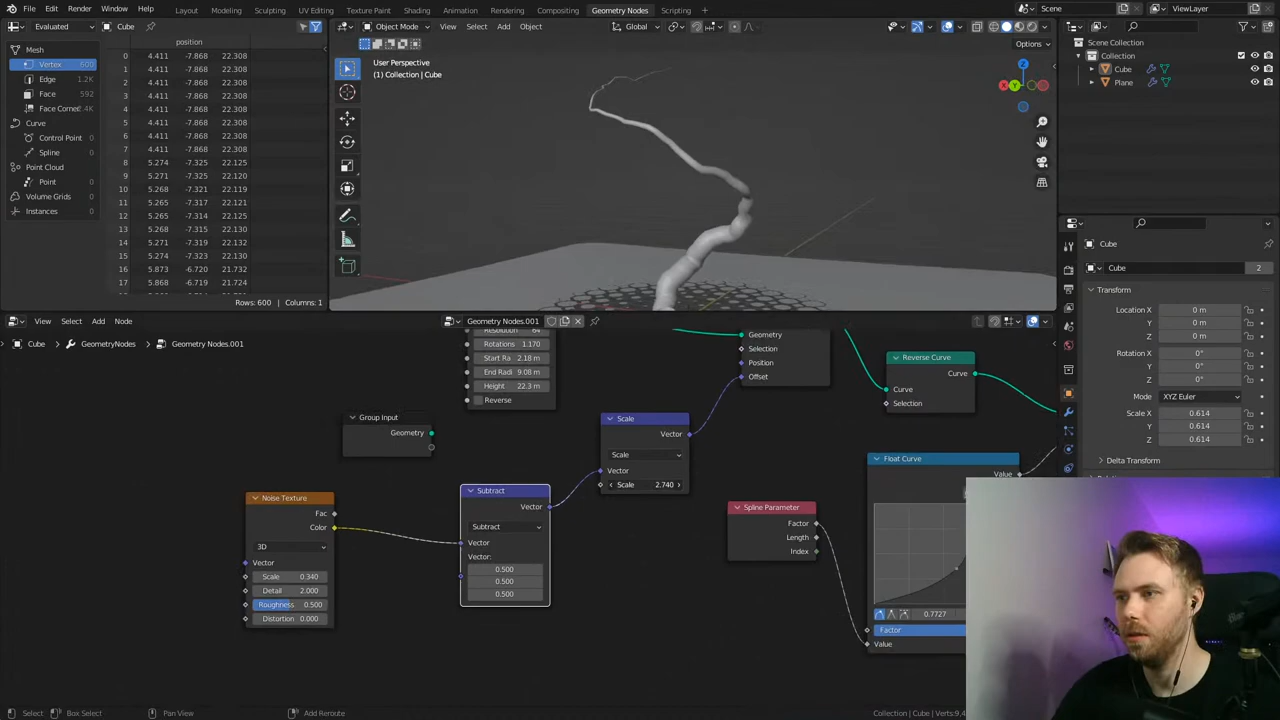 File Edit Render Window Help Layout Modeling Sculpting UV Editing Texture Paint Shading Animation Rendering Compositing Geometry Nodes Scripting Scene ViewLayer
Evaluated Cube Object Mode View Select Add Object Global
Options
position
Mesh
Vertex 600
Edge 1.2K
Face 592
Face Corner
Curve
Control Point 0
Spline 0
Point Cloud
Point 0
Volume Grids
Instances
0 4.411 -7.868 22.308
1 4.411 -7.868 22.308
2 4.411 -7.868 22.308
3 4.411 -7.868 22.308
4 4.411 -7.868 22.308
5 4.411 -7.868 22.308
6 4.411 -7.868 22.308
7 4.411 -7.868 22.308
8 5.274 -7.325 22.125
9 5.271 -7.325 22.120
10 5.268 -7.321 22.119
11 5.265 -7.317 22.121
12 5.265 -7.314 22.125
13 5.268 -7.315 22.130
14 5.271 -7.319 22.132
15 5.274 -7.323 22.130
16 5.873 -6.720 21.732
17 5.868 -6.719 21.724
Rows: 600 | Columns: 1
User Perspective
(1) Collection | Cube
Z
X Y
Scene Collection
Collection
Cube
Plane
Cube
Cube 2
Transform
Location X 0 m
Y 0 m
Z 0 m
Rotation X 0°
Y 0°
Z 0°
Mode XYZ Euler
Scale X 0.614
Y 0.614
Z 0.614
Delta Transform
View Select Add Node Geometry Nodes.001
Cube GeometryNodes Geometry Nodes.001
Resolution 64
Rotations 1.170
Start Ra 2.18 m
End Radi 9.08 m
Height 22.3 m
Reverse
Geometry
Selection
Position
Offset
Reverse Curve
Curve
Curve
Selection
Group Input
Geometry
Scale
Vector
Scale
Vector
Scale 2.740
Noise Texture
Fac
Color
3D
Vector
Scale 0.340
Detail 2.000
Roughness 0.500
Distortion 0.000
Subtract
Vector
Subtract
Vector
Vector:
0.500
0.500
0.500
Spline Parameter
Factor
Length
Index
Float Curve
Value
0.7727
Factor
Value
Select Box Select Pan View Add Reroute Collection | Cube